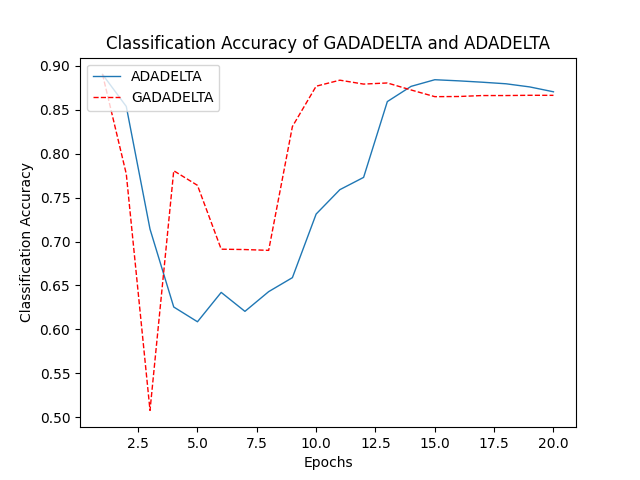 Classification Accuracy of GADADELTA and ADADELTA
ADADELTA
GADADELTA
Classification Accuracy
0.90
0.85
0.80
0.75
0.70
0.65
0.60
0.55
0.50
2.5 5.0 7.5 10.0 12.5 15.0 17.5 20.0
Epochs